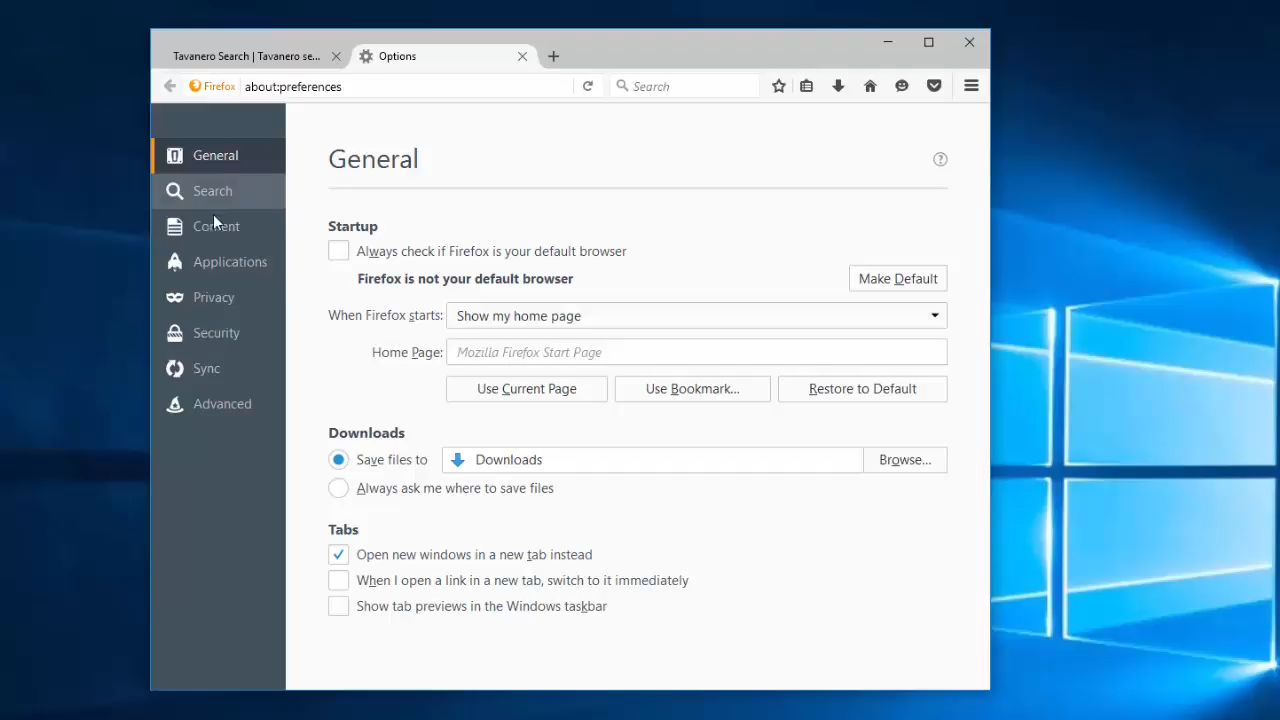 Tavanero Search | Tavanero se...
Options
Firefox
about:preferences
Search
General
Search
Content
Applications
Privacy
Security
Sync
Advanced
General
Startup
Always check if Firefox is your default browser
Firefox is not your default browser
Make Default
When Firefox starts: Show my home page
Home Page: Mozilla Firefox Start Page
Use Current Page
Use Bookmark...
Restore to Default
Downloads
Save files to Downloads Browse...
Always ask me where to save files
Tabs
Open new windows in a new tab instead
When I open a link in a new tab, switch to it immediately
Show tab previews in the Windows taskbar